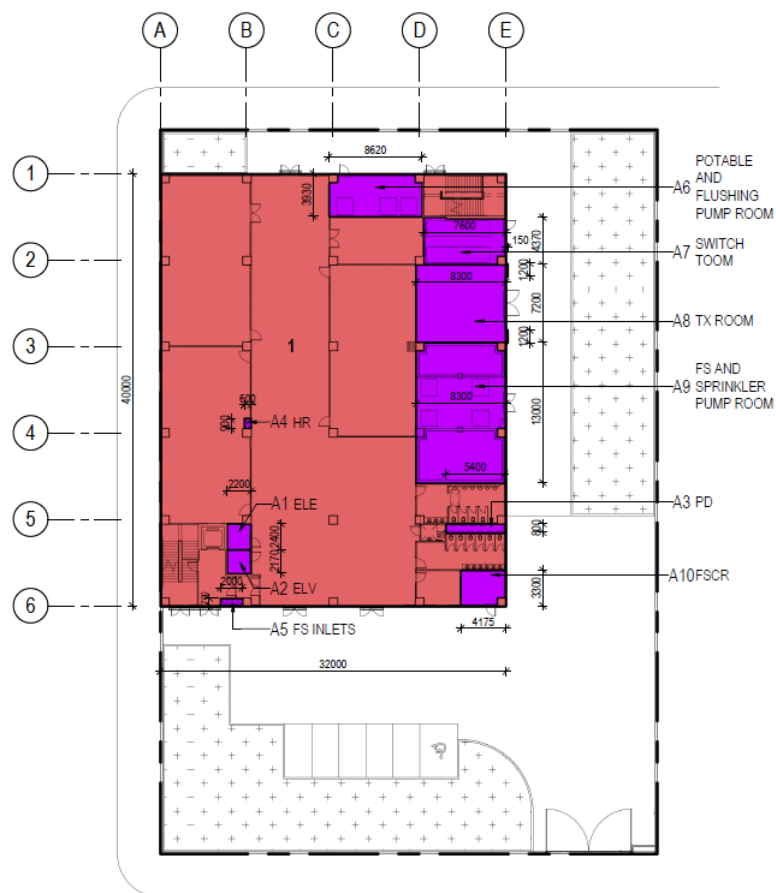 A
B
C
D
E
1
2
3
4
5
6
8620
3930
POTABLE
AND
A6 FLUSHING
PUMP ROOM
7600
150
4370
A7 SWITCH
TOOM
1200
8300
7200
A8 TX ROOM
1
1200
40000
FS AND
A9 SPRINKLER
PUMP ROOM
600
8300
13000
900
A4 HR
5400
2200
A1 ELE
A3 PD
2400
800
2170
A2 ELV
2000
A10 FSCR
3300
A5 FS INLETS
4175
32000